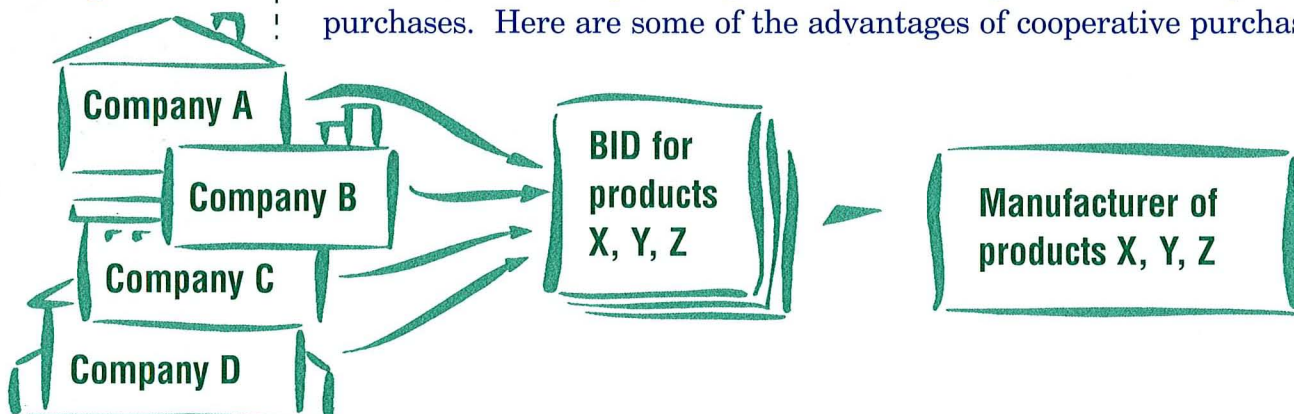 purchases. Here are some of the advantages of cooperative purchas
Company A
Company B
Company C
Company D
BID for
products
X, Y, Z
Manufacturer of
products X, Y, Z